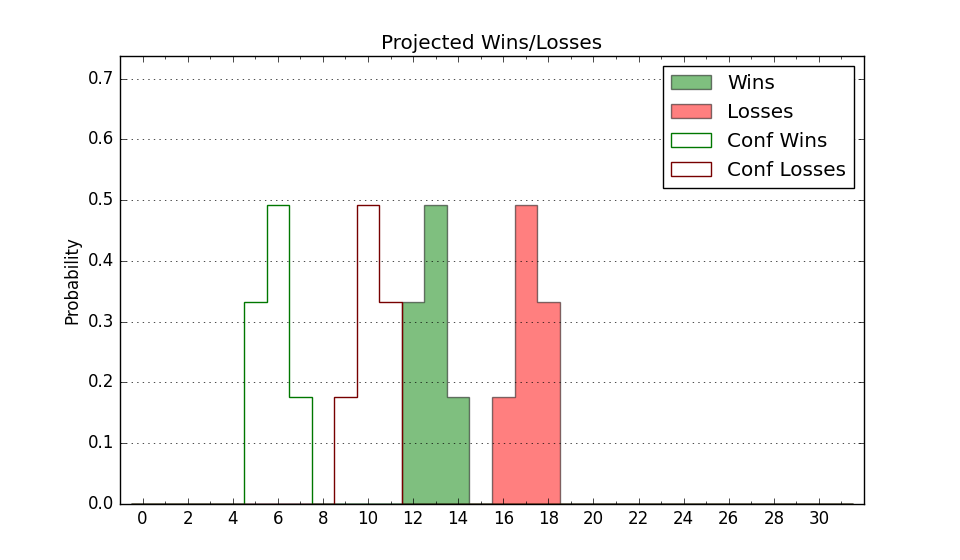 Projected Wins/Losses
Probability
0.7
0.6
0.5
0.4
0.3
0.2
0.1
0.0
0 2 4 6 8 10 12 14 16 18 20 22 24 26 28 30
Wins
Losses
Conf Wins
Conf Losses